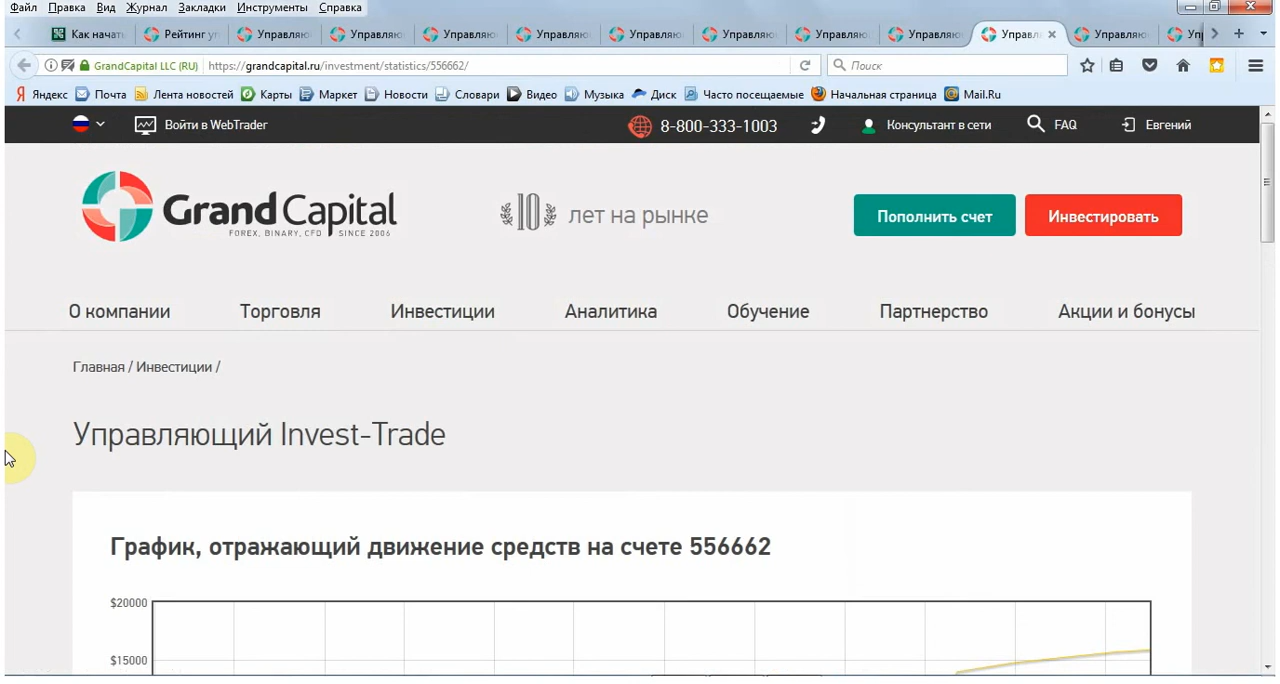 Файл Правка Вид Журнал Закладки Инструменты Справка
Как начать Рейтинг Управляю Управляю Управляю Управляю Управляю Управляю Управляю Управляю Управл Управляю
GrandCapital LLC (RU) https://grandcapital.ru/investment/statistics/556662/ Поиск
Яндекс Почта Лента новостей Карты Маркет Новости Словари Видео Музыка Диск Часто посещаемые Начальная страница Mail.Ru
Войти в WebTrader 8-800-333-1003 Консультант в сети FAQ Евгений
GrandCapital
FOREX, BINARY, CFD SINCE 2006
10 лет на рынке
Пополнить счет Инвестировать
О компании Торговля Инвестиции Аналитика Обучение Партнерство Акции и бонусы
Главная / Инвестиции /
Управляющий Invest-Trade
График, отражающий движение средств на счете 556662
$20000
$15000